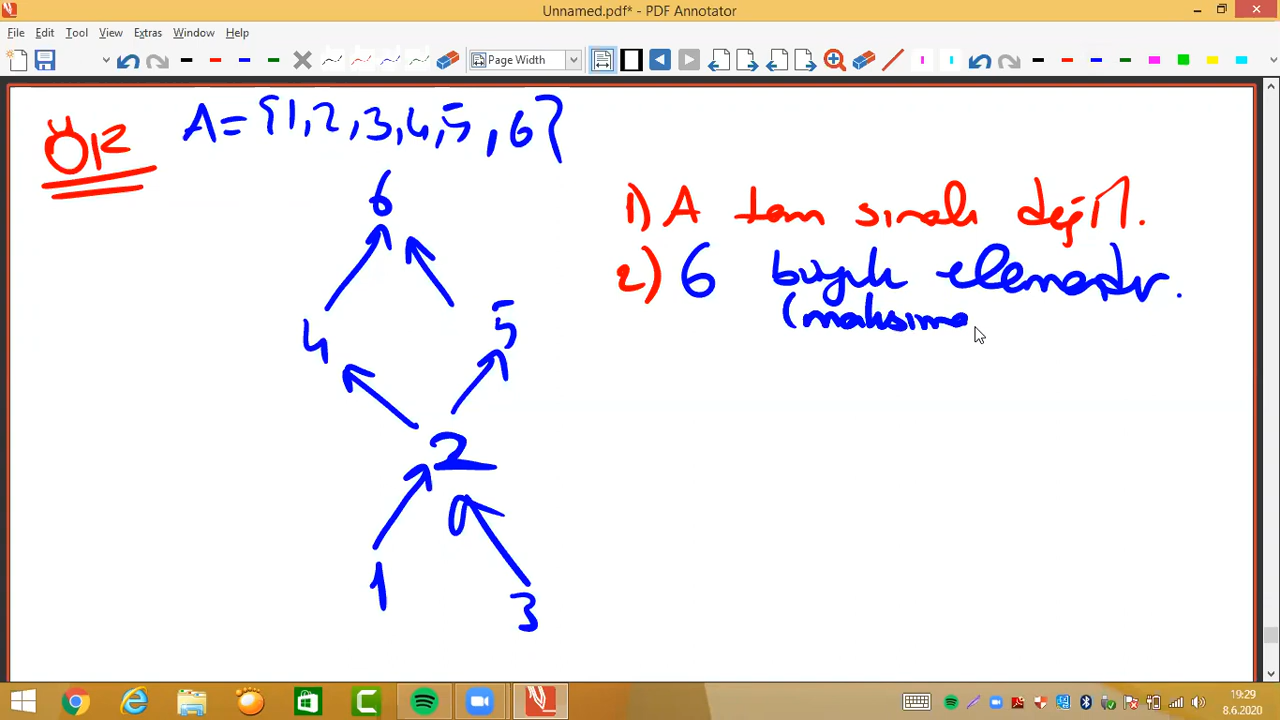 Unnamed.pdf* - PDF Annotator
File Edit Tool View Extras Window Help
Page Width
Ör
A={1,2,3,4,5,6}
6
4
5
2
1
3
1) A tam sıralı değil.
2) 6 büyük elemandır.
(maksima
19:29
8.6.2020